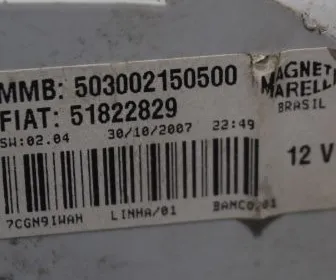 MMB: 503002150500
FIAT: 51822829
MAGNETI
MARELLI
BRASIL
SW:02.04 30/10/2007 22:49
12 V
7CGN9IWAH LINHA/01 BANCO.01